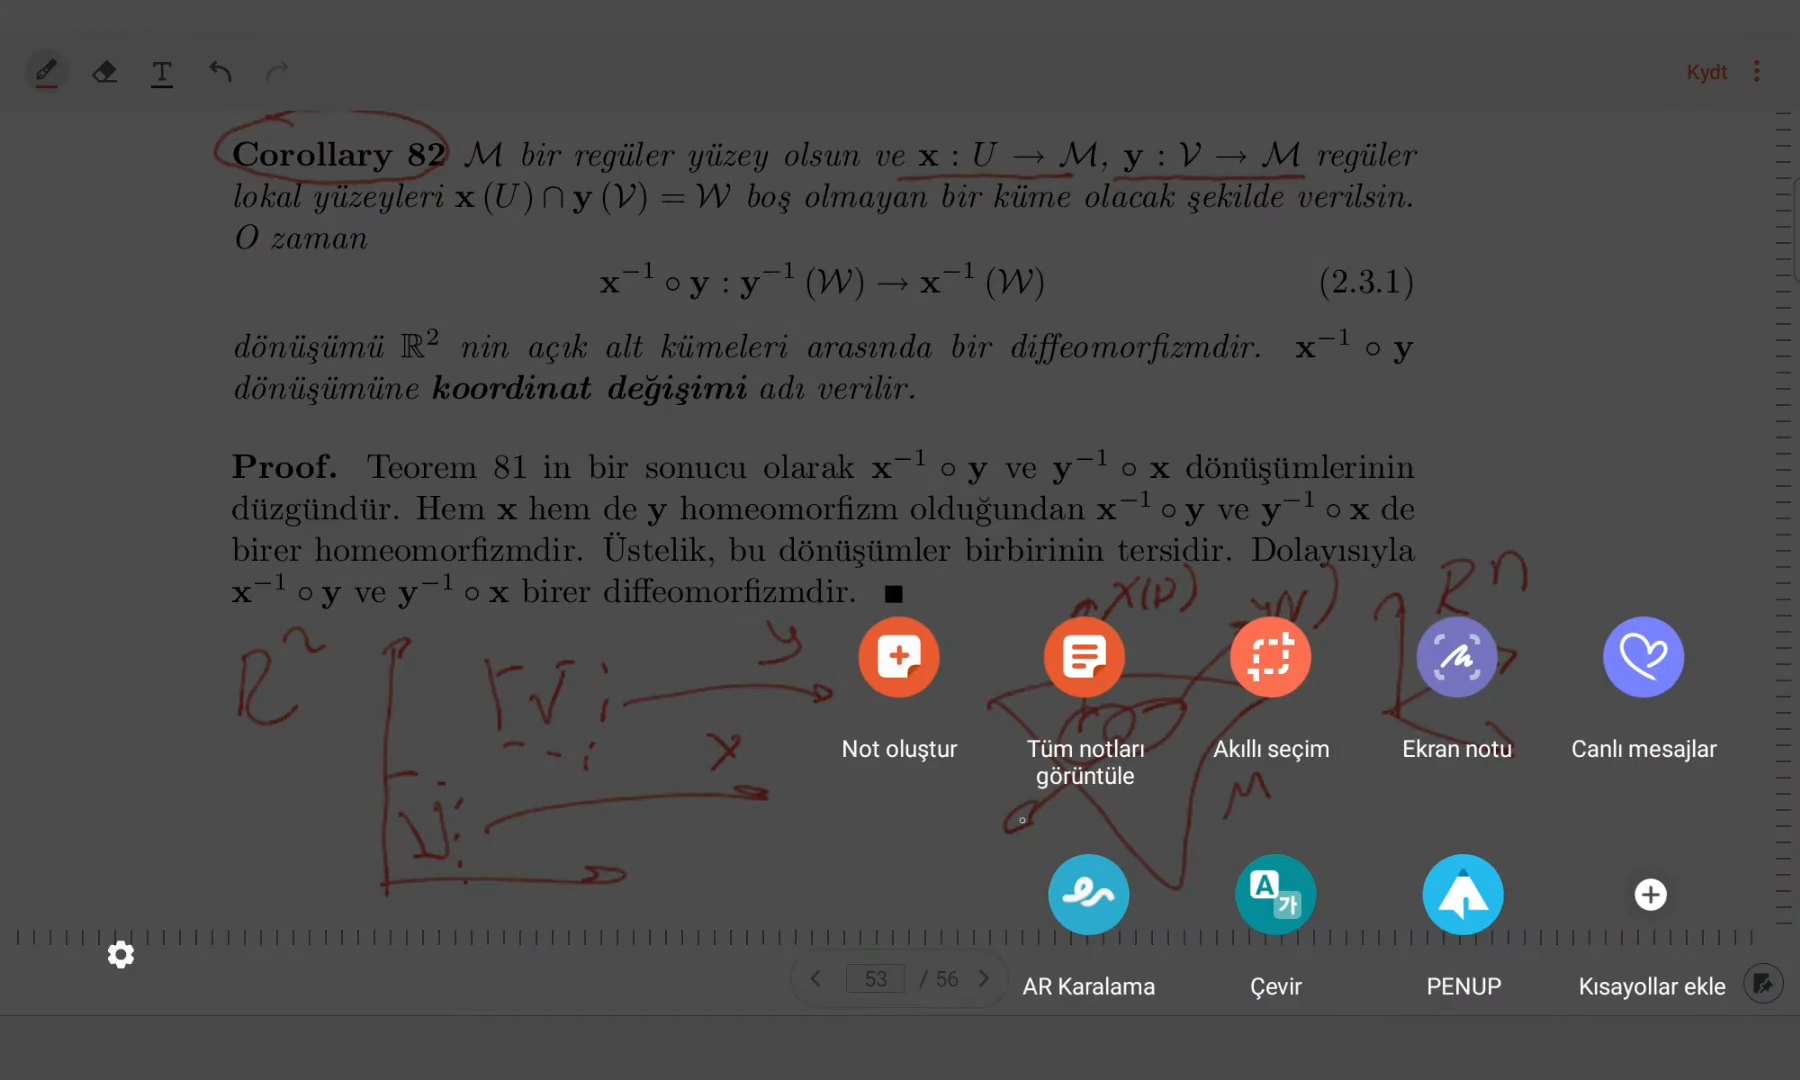 Kydt
Corollary 82 ℳ bir regüler yüzey olsun ve x : U → ℳ, y : 𝒱 → ℳ regüler
lokal yüzeyleri x (U) ∩ y (𝒱) = 𝒲 boş olmayan bir küme olacak şekilde verilsin.
O zaman
x⁻¹ ∘ y : y⁻¹ (𝒲) → x⁻¹ (𝒲) (2.3.1)
dönüşümü ℝ² nin açık alt kümeleri arasında bir diffeomorfizmdir. x⁻¹ ∘ y
dönüşümüne koordinat değişimi adı verilir.
Proof. Teorem 81 in bir sonucu olarak x⁻¹ ∘ y ve y⁻¹ ∘ x dönüşümlerinin
düzgündür. Hem x hem de y homeomorfizm olduğundan x⁻¹ ∘ y ve y⁻¹ ∘ x de
birer homeomorfizmdir. Üstelik, bu dönüşümler birbirinin tersidir. Dolayısıyla
x⁻¹ ∘ y ve y⁻¹ ∘ x birer diffeomorfizmdir. ■
R² y Rⁿ
x
M
Not oluştur
Tüm notları
görüntüle
Akıllı seçim
Ekran notu
Canlı mesajlar
AR Karalama
Çevir
PENUP
Kısayollar ekle
53 / 56